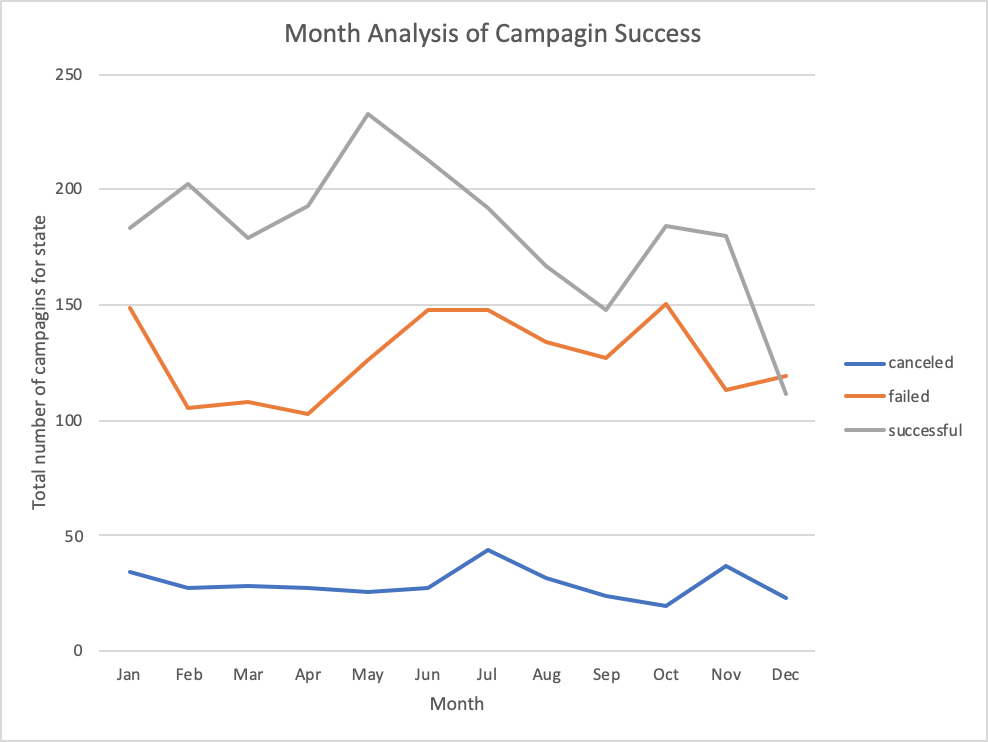 Month Analysis of Campagin Success
Total number of campagins for state
250
200
150
100
50
0
Jan Feb Mar Apr May Jun Jul Aug Sep Oct Nov Dec
Month
canceled
failed
successful